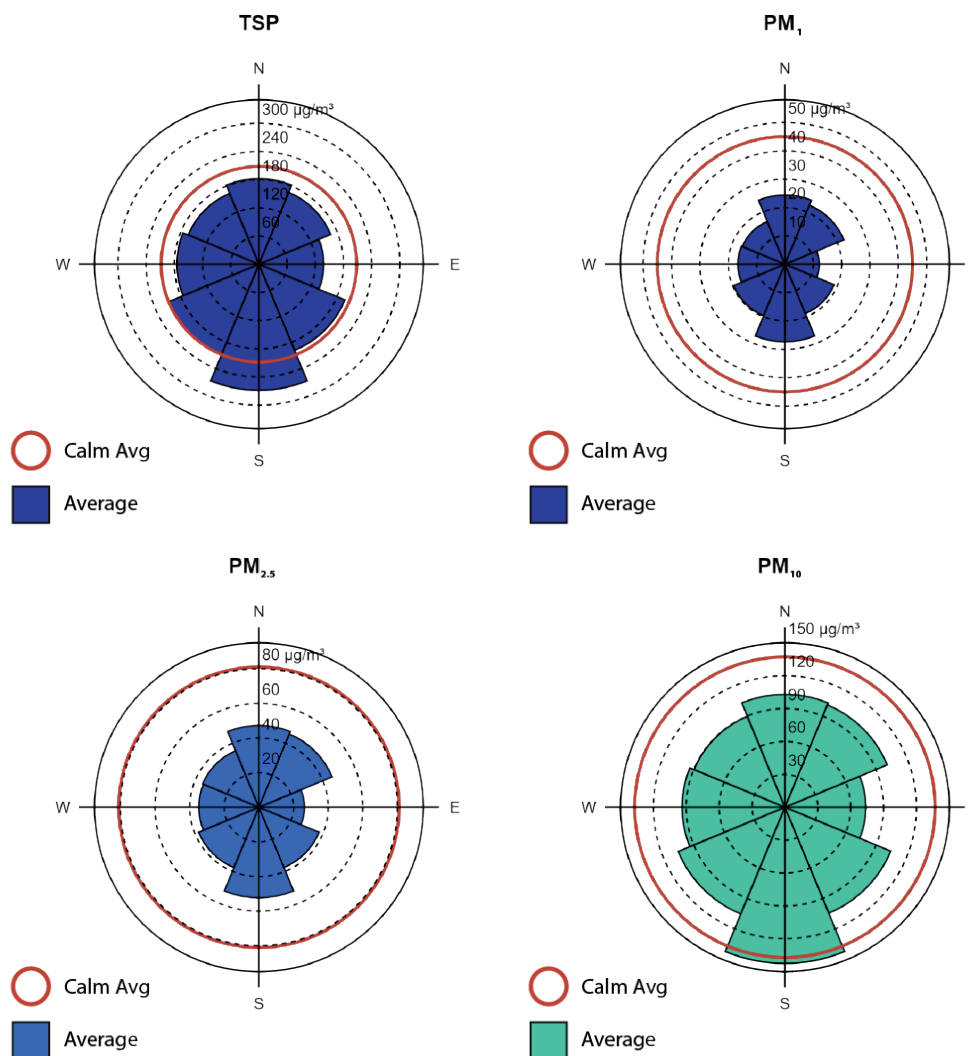 TSP
N
300 µg/m³
240
180
120
60
W
E
S
Calm Avg
Average
PM₁
N
50 µg/m³
40
30
20
10
W
S
Calm Avg
Average
PM₂.₅
N
80 µg/m³
60
40
20
W
E
S
Calm Avg
Average
PM₁₀
N
150 µg/m³
120
90
60
30
W
S
Calm Avg
Average